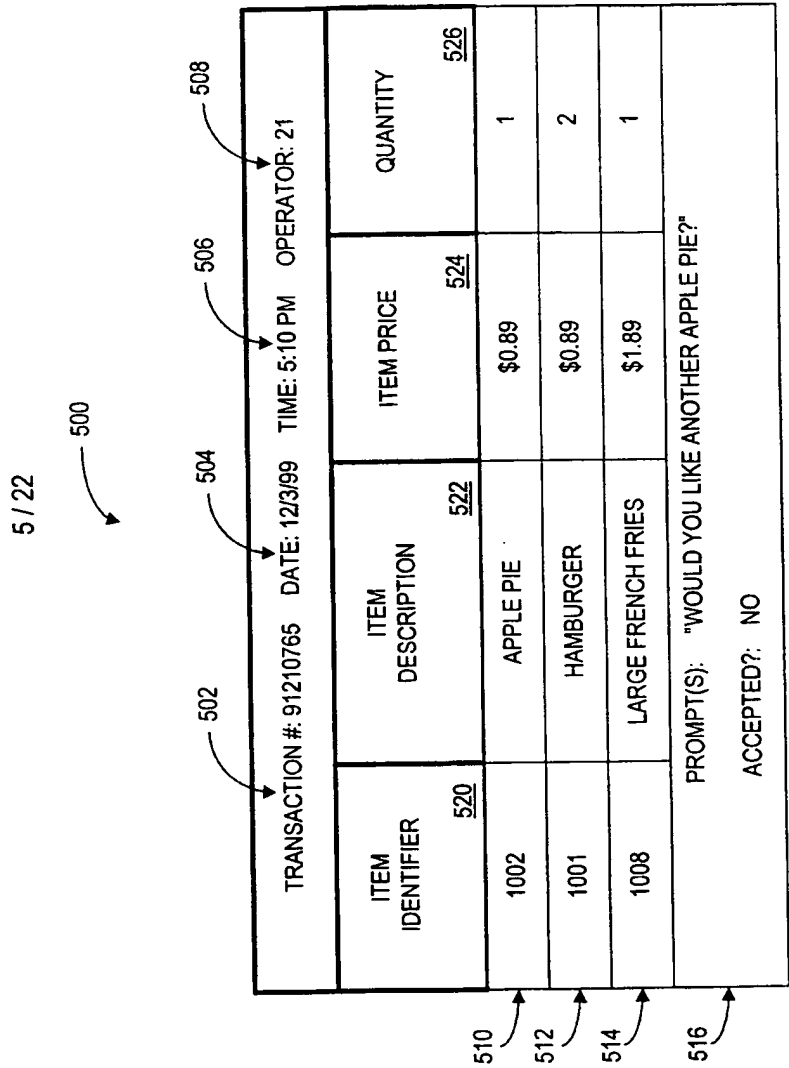 5 / 22
500
502
504
506
508
TRANSACTION #: 91210765 DATE: 12/3/99 TIME: 5:10 PM OPERATOR: 21
ITEM IDENTIFIER 520 ITEM DESCRIPTION 522 ITEM PRICE 524 QUANTITY 526
510 1002 APPLE PIE $0.89 1
512 1001 HAMBURGER $0.89 2
514 1008 LARGE FRENCH FRIES $1.89 1
516 PROMPT(S): "WOULD YOU LIKE ANOTHER APPLE PIE?"
ACCEPTED?: NO